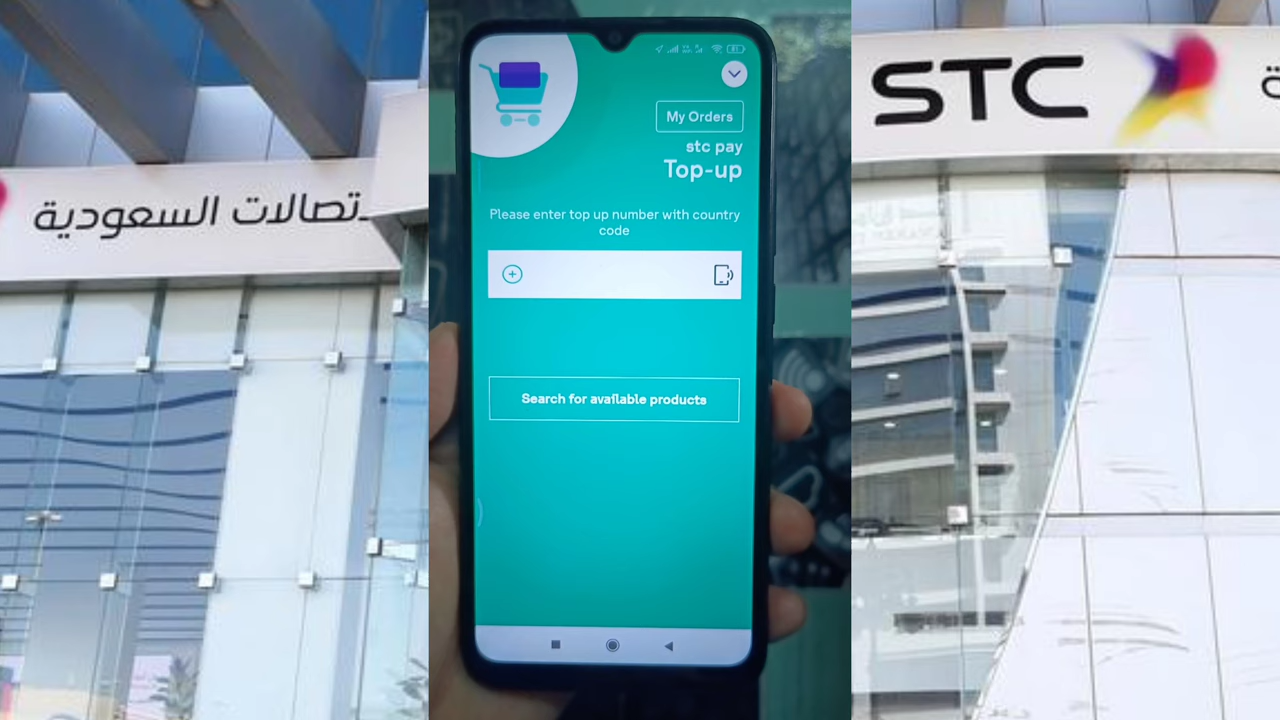 تصالات السعودية
My Orders
stc pay
Top-up
Please enter top up number with country
code
Search for available products
STC